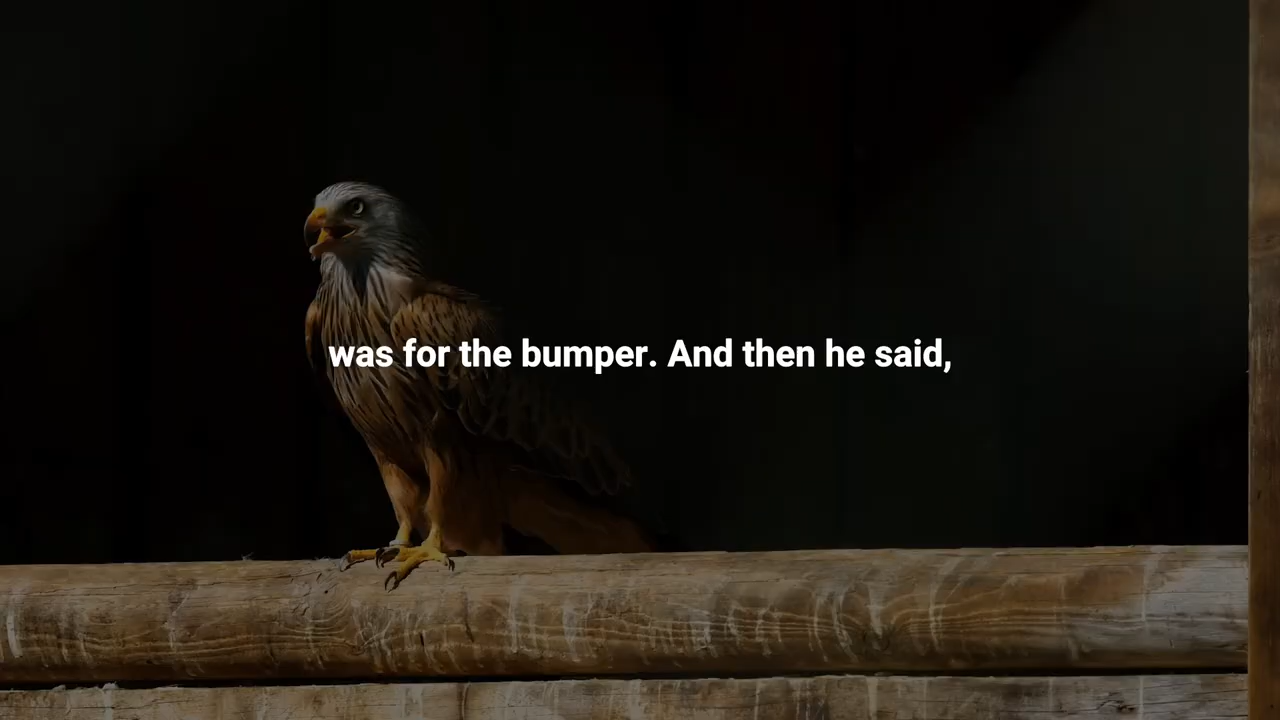 was for the bumper. And then he said,